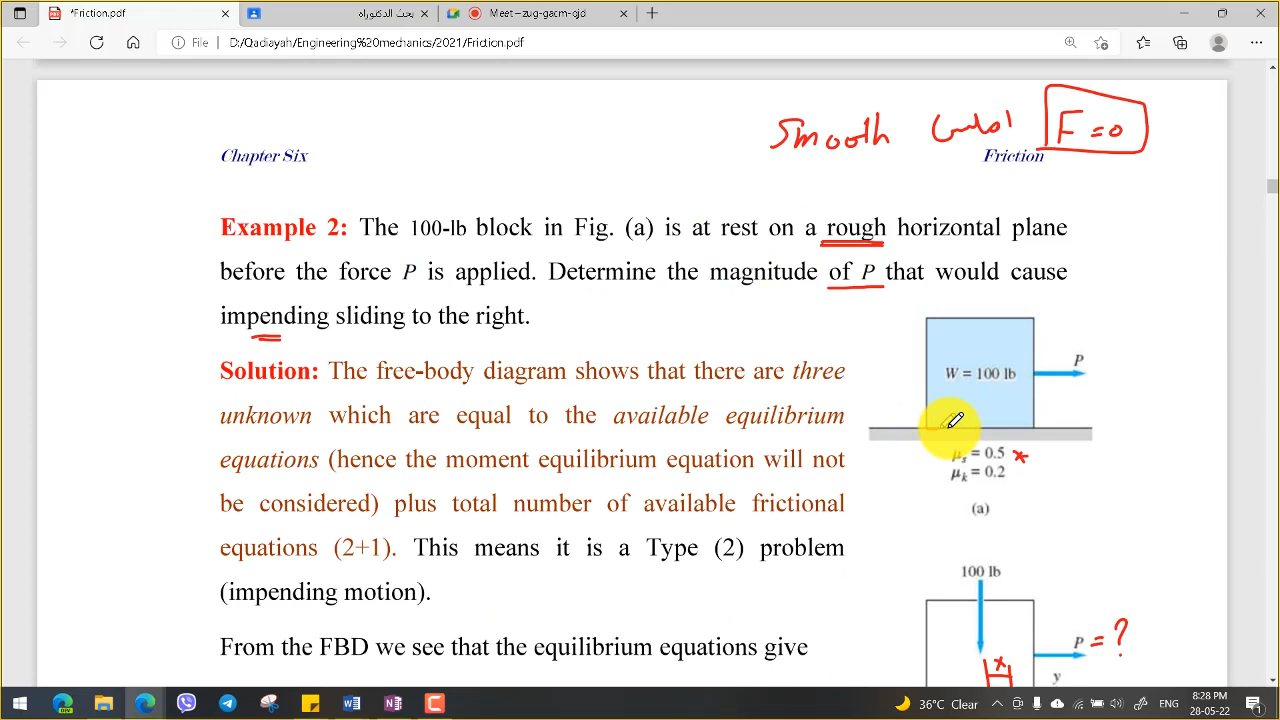 *Friction.pdf
بحث الدكتوراه
Meet – zug-gacm-qjd
File
D:/Qadiayah/Engineering%20mechanics/2021/Friction.pdf
Smooth املس F = 0
Chapter Six
Friction
Example 2: The 100-lb block in Fig. (a) is at rest on a rough horizontal plane
before the force P is applied. Determine the magnitude of P that would cause
impending sliding to the right.
Solution: The free-body diagram shows that there are three
unknown which are equal to the available equilibrium
equations (hence the moment equilibrium equation will not
be considered) plus total number of available frictional
equations (2+1). This means it is a Type (2) problem
(impending motion).
From the FBD we see that the equilibrium equations give
P
W = 100 lb
μs = 0.5 *
μk = 0.2
(a)
100 lb
P = ?
x
y
36°C Clear
ENG
8:28 PM
28-05-22